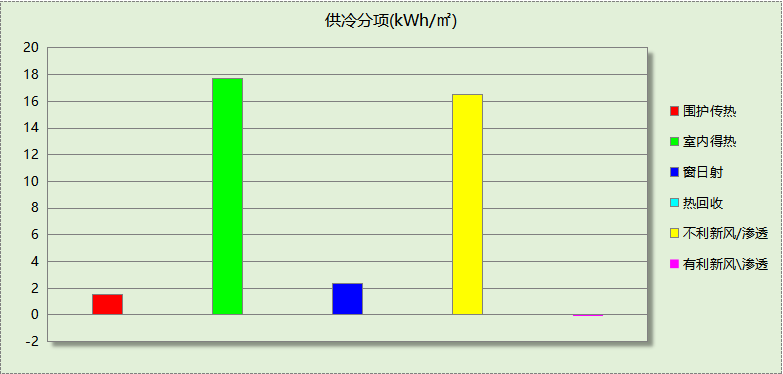 供冷分项(kWh/㎡)
20
18
16
14
12
10
8
6
4
2
0
-2
围护传热
室内得热
窗日射
热回收
不利新风/渗透
有利新风\渗透